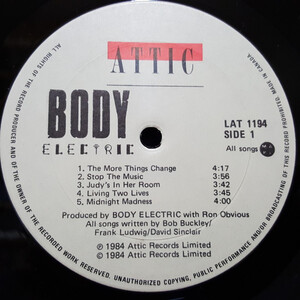 ATTIC
BODY
ELECTRIC
LAT 1194
SIDE 1
All songs
1. The More Things Change 4:17
2. Stop The Music 3:56
3. Judy's In Her Room 3:42
4. Living Two Lives 3:45
5. Midnight Madness 4:00
Produced by BODY ELECTRIC with Ron Obvious
All songs written by Bob Buckley/
Frank Ludwig/David Sinclair
℗ 1984 Attic Records Limited
© 1984 Attic Records Limited
ALL RIGHTS OF THE RECORD PRODUCER AND OF THE OWNER OF THE RECORDED WORK RESERVED. UNAUTHORIZED COPYING, PUBLIC PERFORMANCE AND/OR BROADCASTING OF THIS RECORD PROHIBITED. MADE IN CANADA